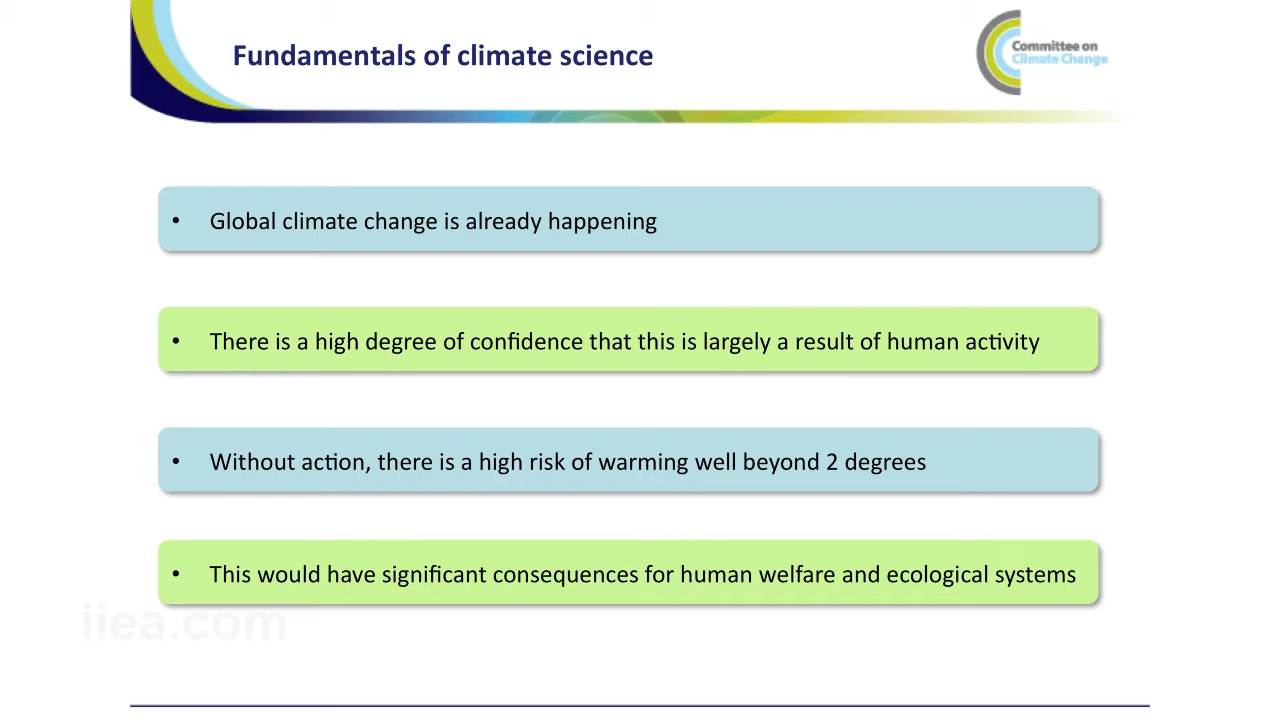 Fundamentals of climate science
Committee on
Climate Change
• Global climate change is already happening
• There is a high degree of confidence that this is largely a result of human activity
• Without action, there is a high risk of warming well beyond 2 degrees
• This would have significant consequences for human welfare and ecological systems
iiea.com